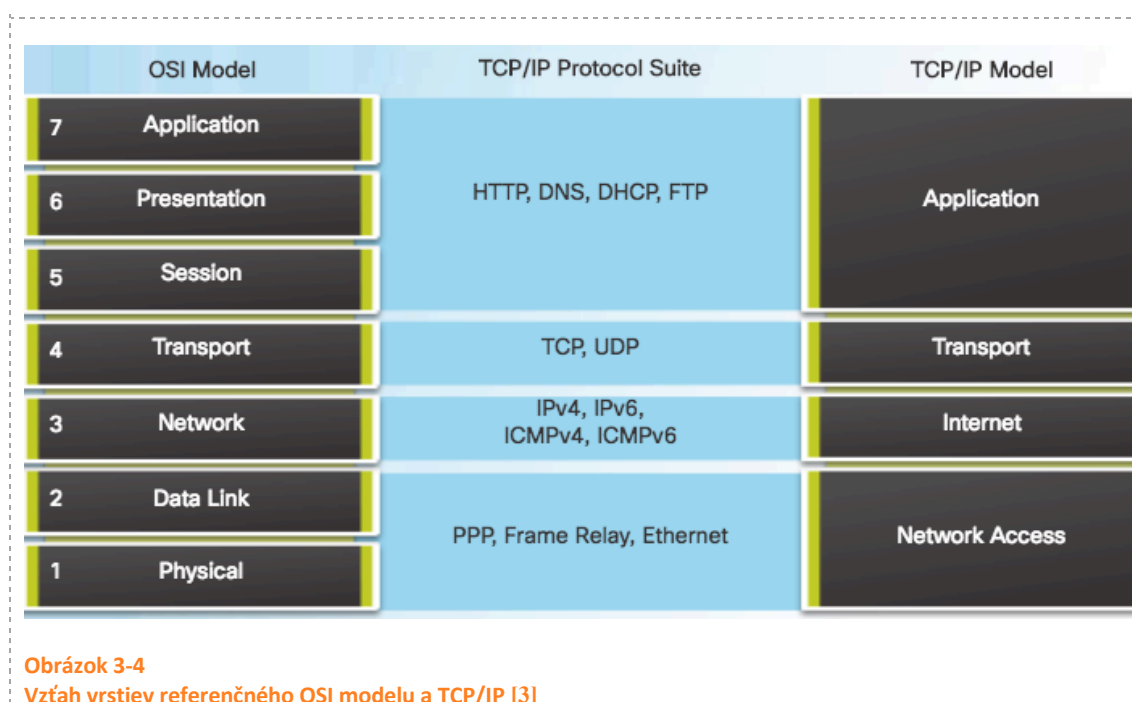 OSI Model
TCP/IP Protocol Suite
TCP/IP Model
7 Application
6 Presentation
5 Session
4 Transport
3 Network
2 Data Link
1 Physical
HTTP, DNS, DHCP, FTP
TCP, UDP
IPv4, IPv6,
ICMPv4, ICMPv6
PPP, Frame Relay, Ethernet
Application
Transport
Internet
Network Access
Obrázok 3-4
Vzťah vrstiev referenčného OSI modelu a TCP/IP [3]